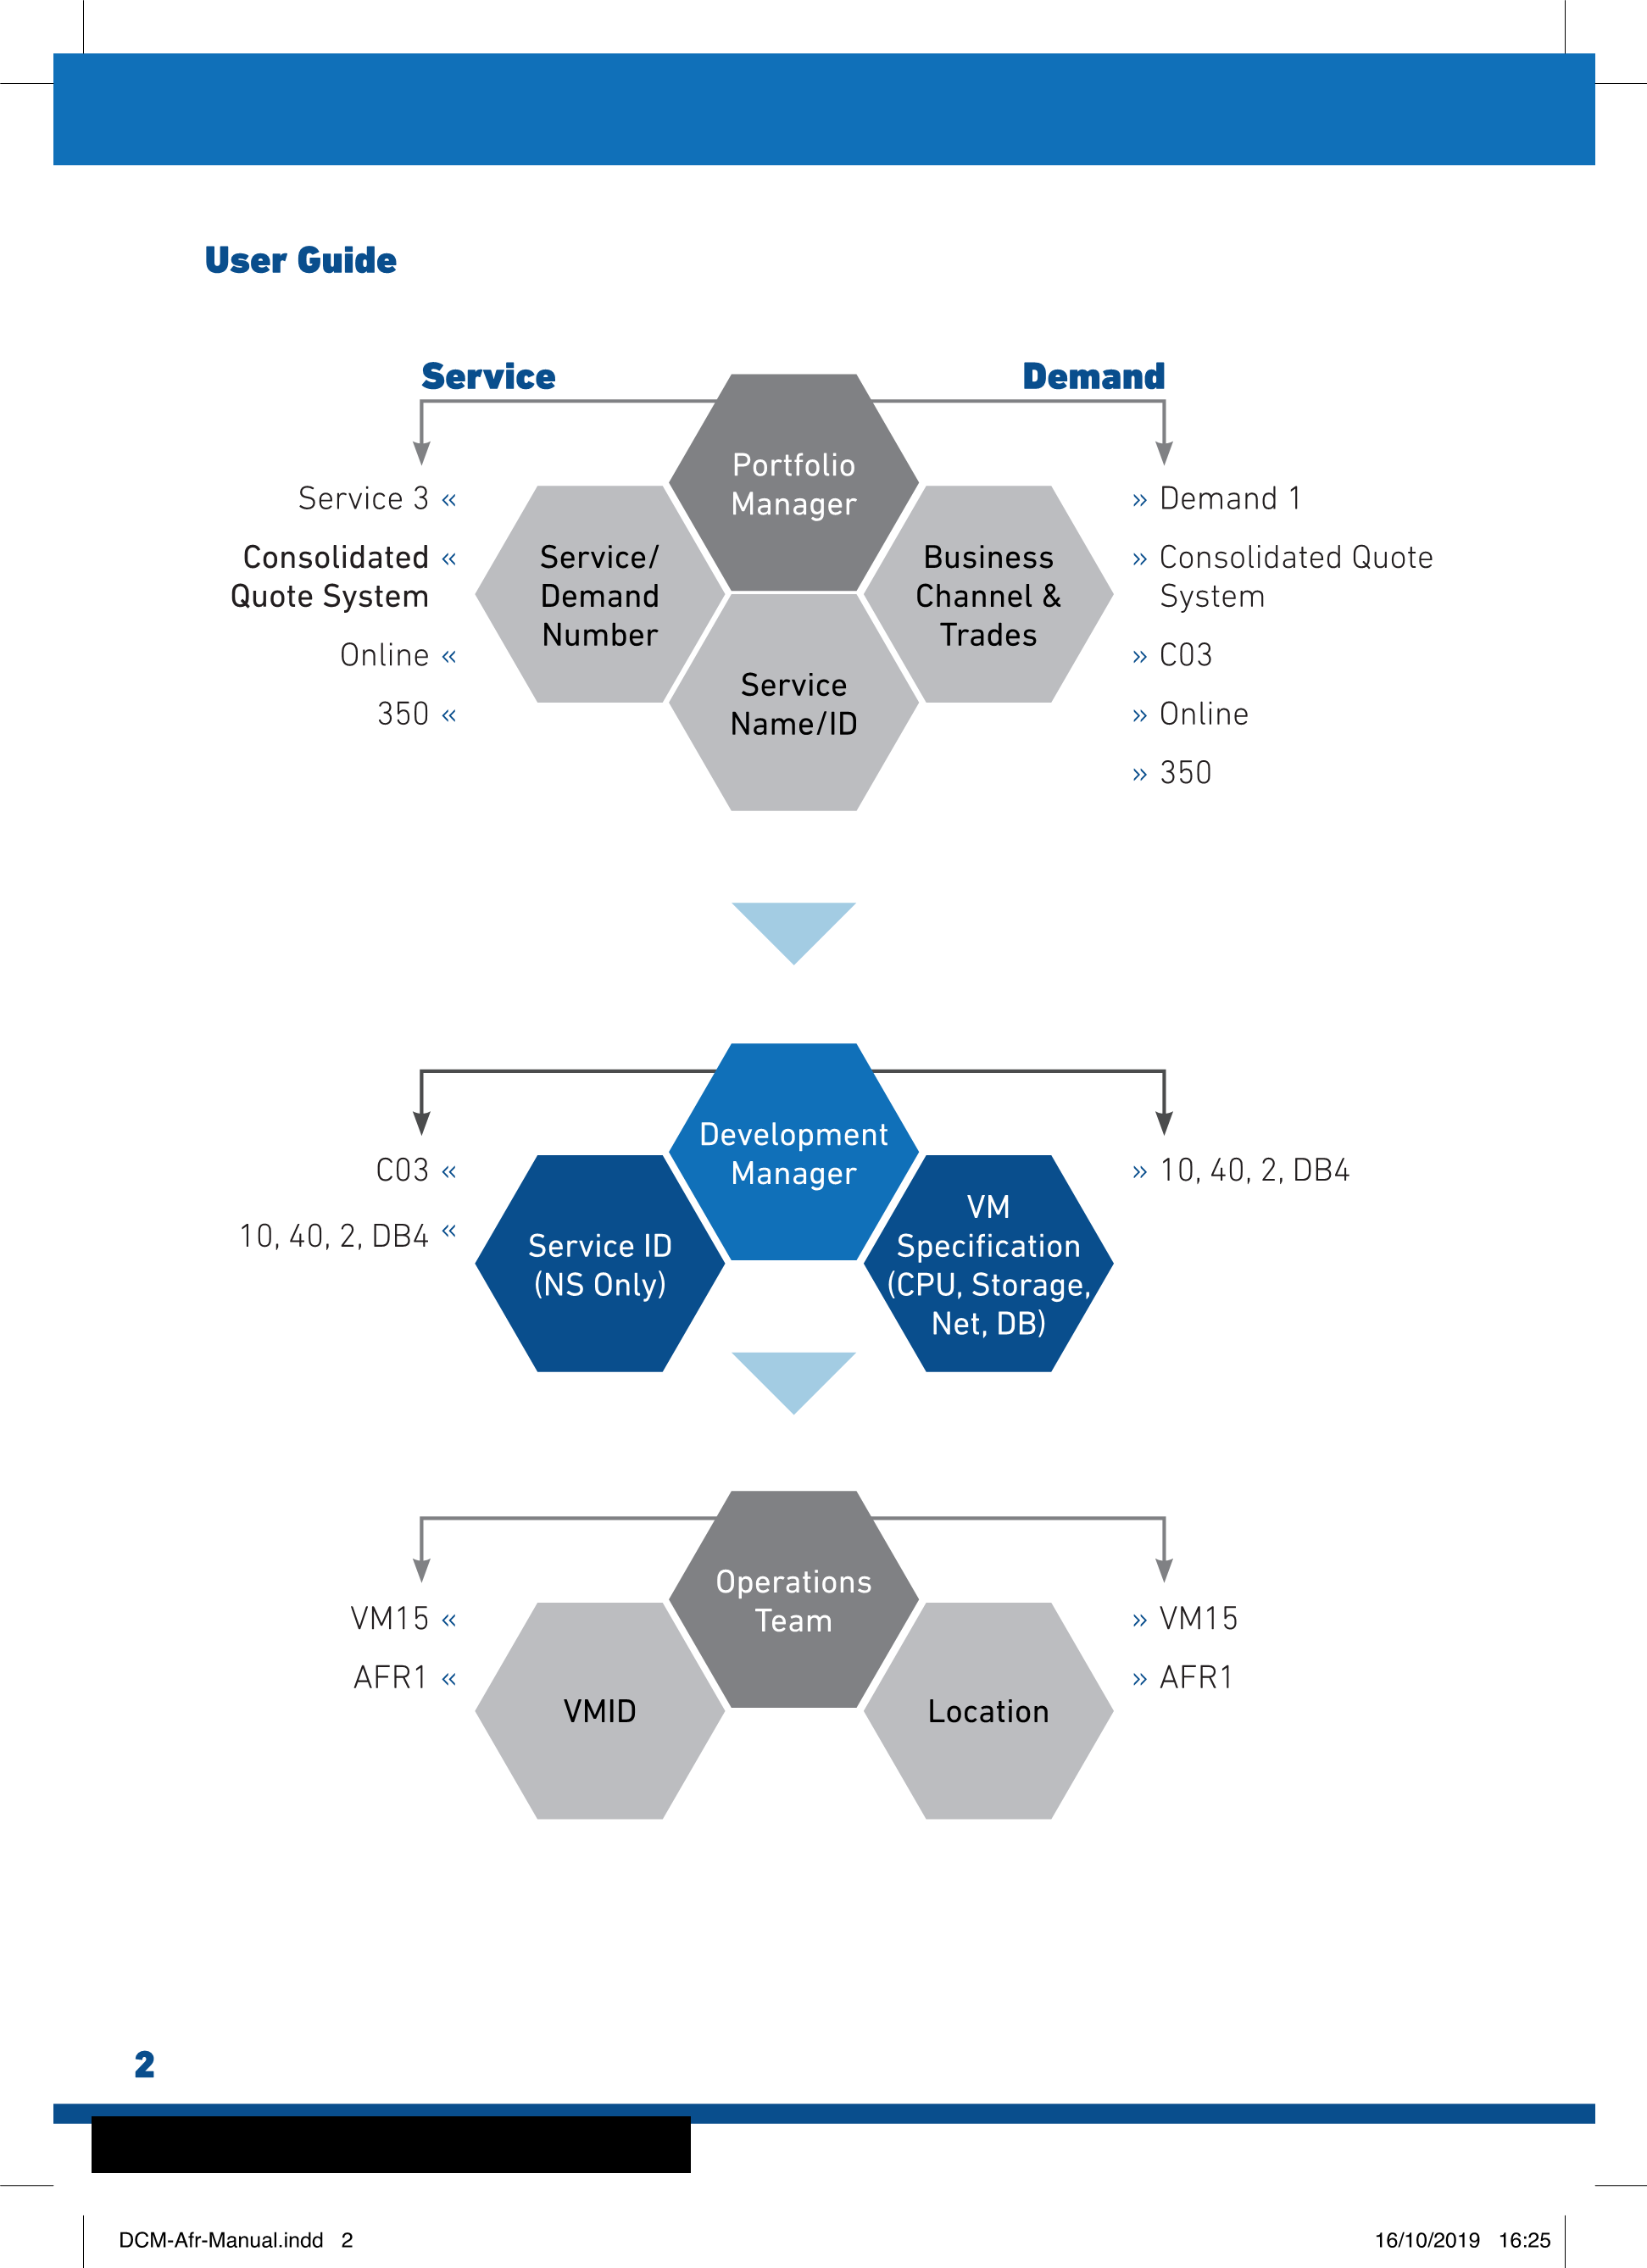 User Guide
Service
Demand
Portfolio
Manager
Service 3 «
Consolidated «
Quote System
Online «
350 «
Service/
Demand
Number
Service
Name/ID
Business
Channel &
Trades
» Demand 1
» Consolidated Quote
System
» C03
» Online
» 350
Development
Manager
C03 «
10, 40, 2, DB4 «
Service ID
(NS Only)
VM
Specification
(CPU, Storage,
Net, DB)
» 10, 40, 2, DB4
Operations
Team
VM15 «
AFR1 «
VMID
Location
» VM15
» AFR1
2
DCM-Afr-Manual.indd 2
16/10/2019 16:25